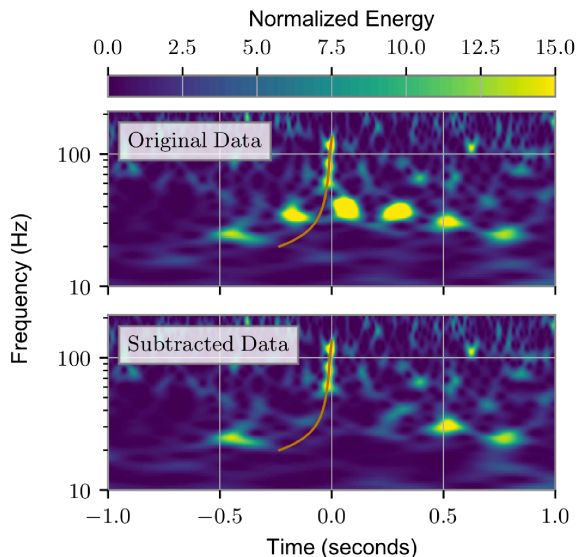 Normalized Energy
0.0 2.5 5.0 7.5 10.0 12.5 15.0
Original Data
100
10
Frequency (Hz)
Subtracted Data
100
10
−1.0 −0.5 0.0 0.5 1.0
Time (seconds)